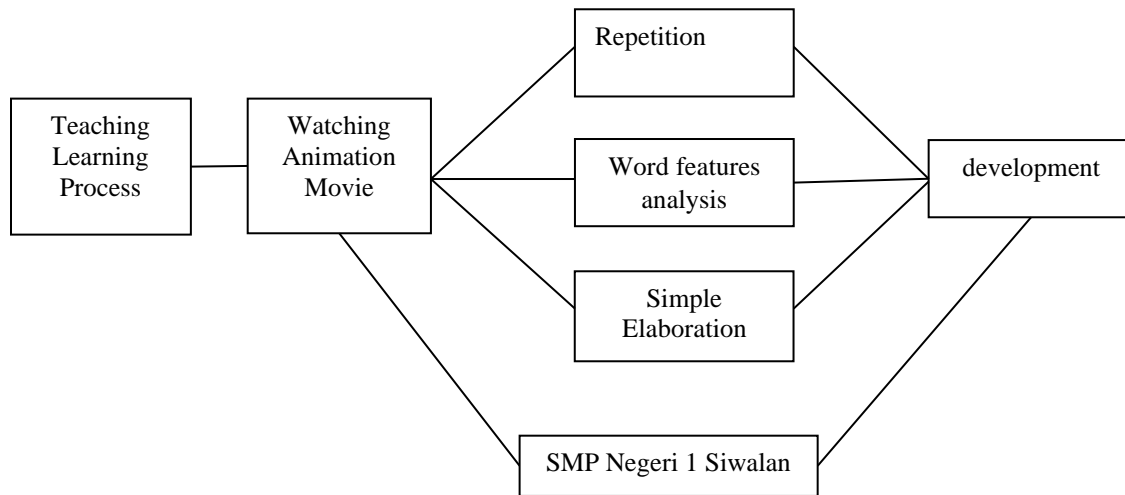 Teaching
Learning
Process
Watching
Animation
Movie
Repetition
Word features
analysis
Simple
Elaboration
development
SMP Negeri 1 Siwalan